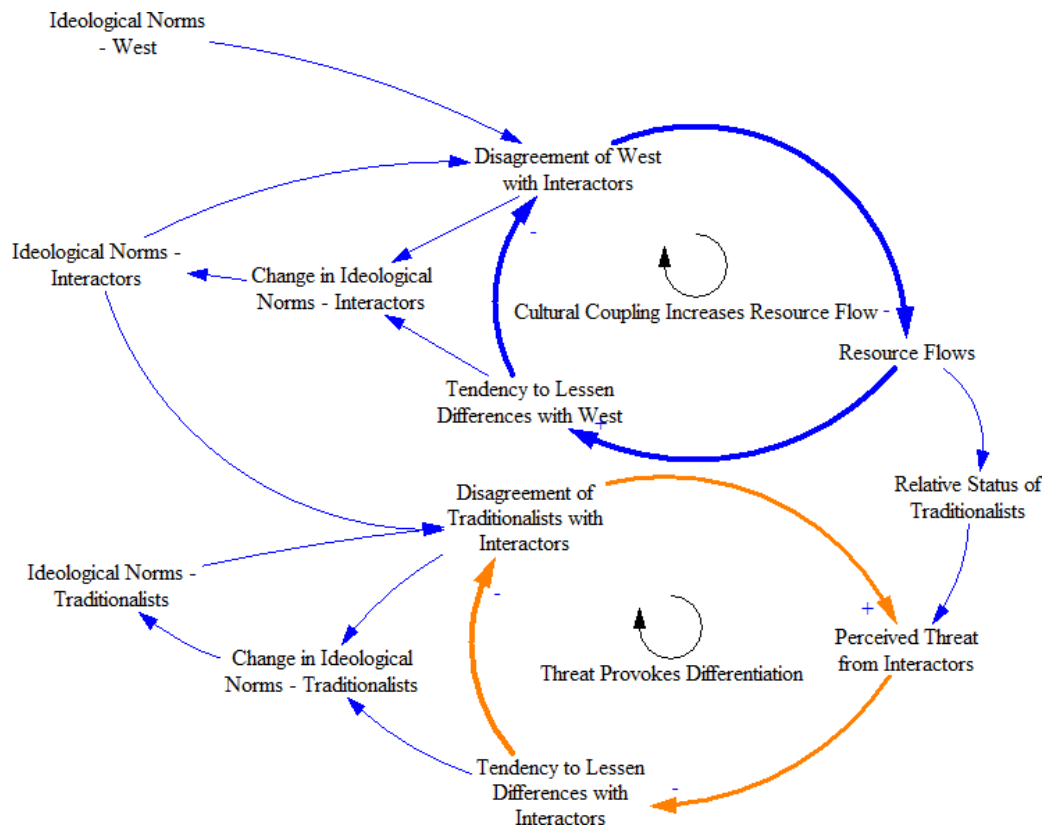 Ideological Norms
- West
Disagreement of West
with Interactors
-
Ideological Norms -
Interactors
Change in Ideological
Norms - Interactors
Cultural Coupling Increases Resource Flow
-
Resource Flows
Tendency to Lessen
Differences with West
+
Disagreement of
Traditionalists with
Interactors
Relative Status of
Traditionalists
Ideological Norms -
Traditionalists
-
+
Perceived Threat
from Interactors
Change in Ideological
Norms - Traditionalists
Threat Provokes Differentiation
Tendency to Lessen
Differences with
Interactors
-